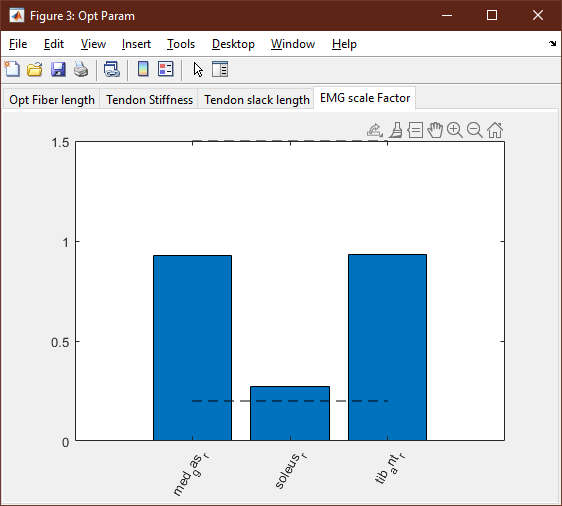 Figure 3: Opt Param
File Edit View Insert Tools Desktop Window Help
Opt Fiber length Tendon Stiffness Tendon slack length EMG scale Factor
1.5
1
0.5
0
med_gas_r soleus_r tib_ant_r